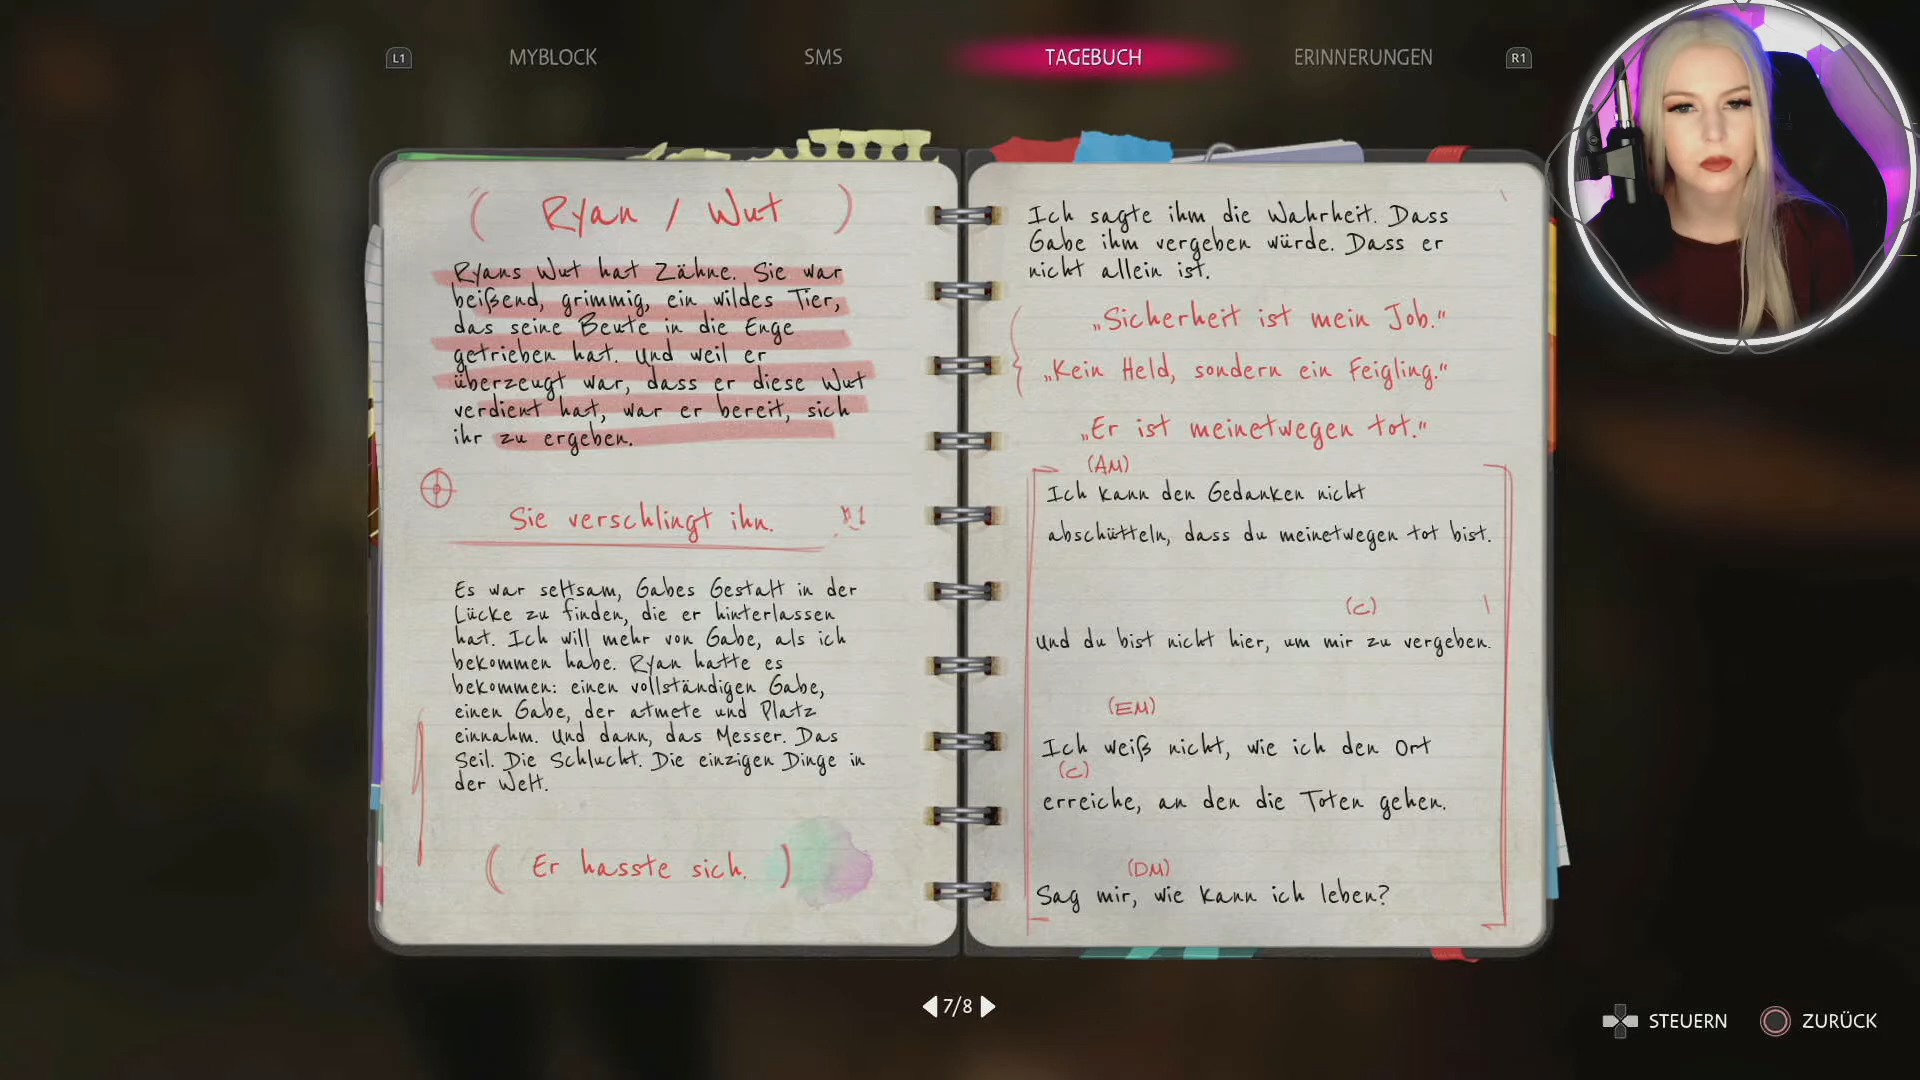 L1
MYBLOCK
SMS
TAGEBUCH
ERINNERUNGEN
R1
( Ryan / Wut )
Ryans Wut hat Zähne. Sie war
beißend, grimmig, ein wildes Tier,
das seine Beute in die Enge
getrieben hat. Und weil er
überzeugt war, dass er diese Wut
verdient hat, war er bereit, sich
ihr zu ergeben.
Sie verschlingt ihn.
Es war seltsam, Gabes Gestalt in der
Lücke zu finden, die er hinterlassen
hat. Ich will mehr von Gabe, als ich
bekommen habe. Ryan hatte es
bekommen: einen vollständigen Gabe,
einen Gabe, der atmete und Platz
einnahm. Und dann, das Messer. Das
Seil. Die Schlucht. Die einzigen Dinge in
der Welt.
( Er hasste sich. )
Ich sagte ihm die Wahrheit. Dass
Gabe ihm vergeben würde. Dass er
nicht allein ist.
„Sicherheit ist mein Job.“
„Kein Held, sondern ein Feigling.“
„Er ist meinetwegen tot.“
(AM)
Ich kann den Gedanken nicht
abschütteln, dass du meinetwegen tot bist.
(C)
Und du bist nicht hier, um mir zu vergeben.
(EM)
Ich weiß nicht, wie ich den Ort
(C)
erreiche, an den die Toten gehen.
(DM)
Sag mir, wie kann ich leben?
7/8
STEUERN
ZURÜCK